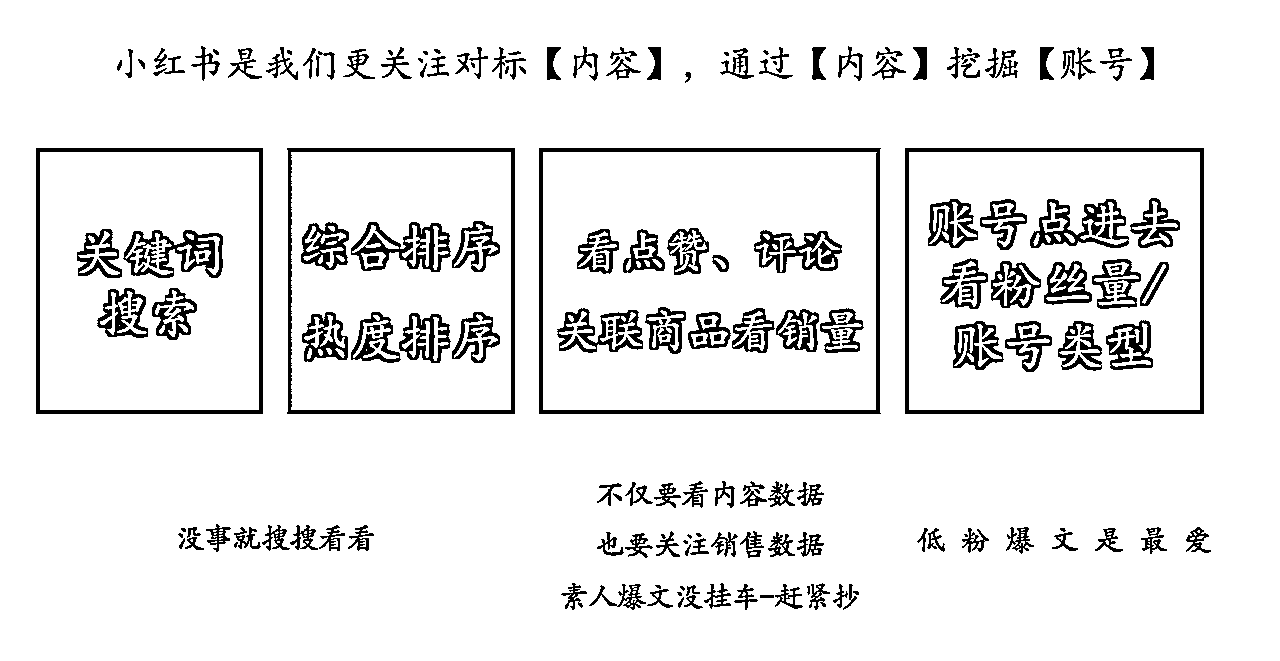 小红书是我们更关注对标【内容】，通过【内容】挖掘【账号】
关键词
搜索
综合排序
热度排序
看点赞、评论
关联商品看销量
账号点进去
看粉丝量/
账号类型
没事就搜搜看看
不仅要看内容数据
也要关注销售数据
素人爆文没挂车-赶紧抄
低粉爆文是最爱